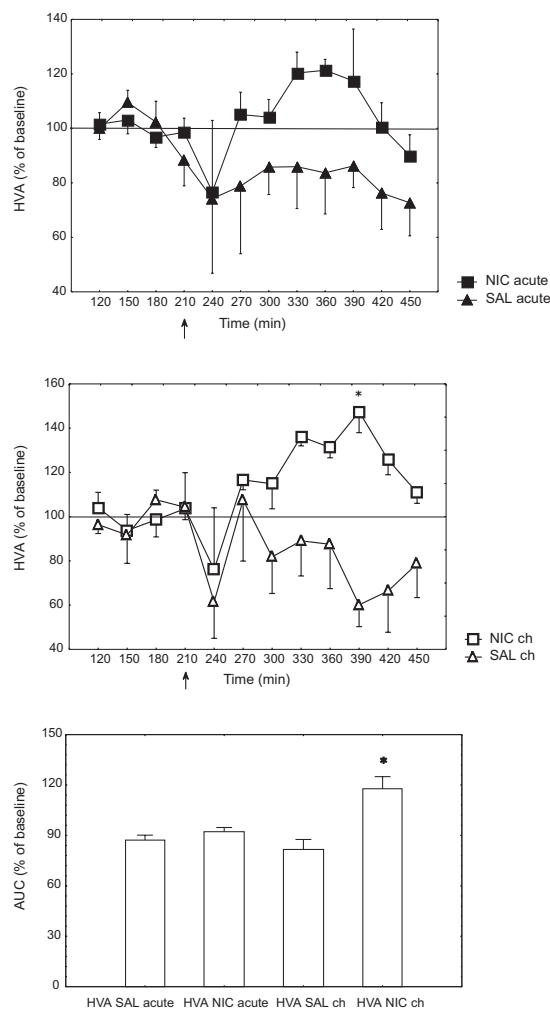 140
120
100
80
60
40
HVA (% of baseline)
120 150 180 210 240 270 300 330 360 390 420 450
Time (min)
NIC acute
SAL acute
160
140
120
100
80
60
40
HVA (% of baseline)
*
120 150 180 210 240 270 300 330 360 390 420 450
Time (min)
NIC ch
SAL ch
150
120
90
60
30
0
AUC (% of baseline)
*
HVA SAL acute HVA NIC acute HVA SAL ch HVA NIC ch